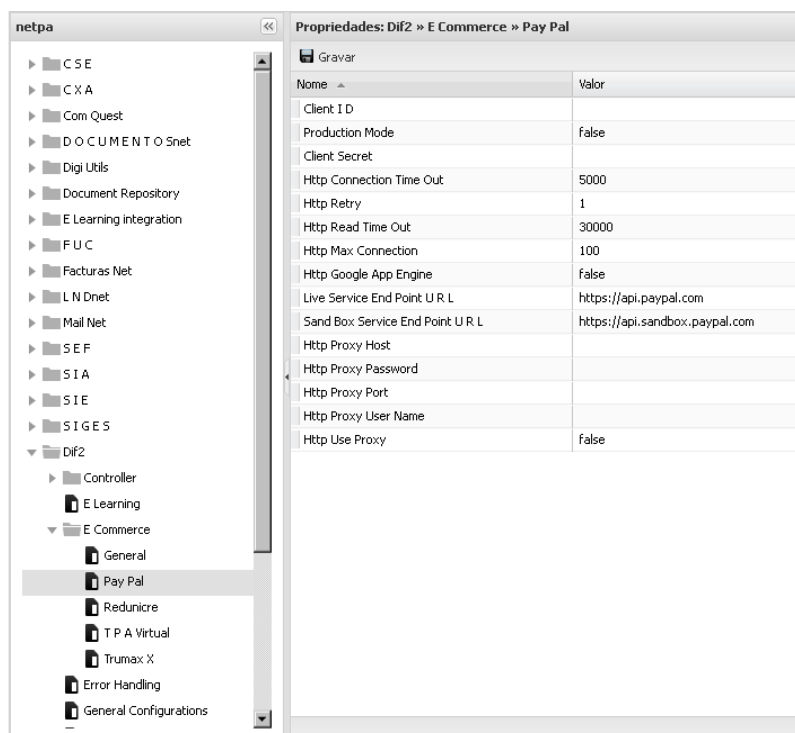 netpa
C S E
C X A
Com Quest
D O C U M E N T O Snet
Digi Utils
Document Repository
E Learning integration
F U C
Facturas Net
L N Dnet
Mail Net
S E F
S I A
S I E
S I G E S
Dif2
Controller
E Learning
E Commerce
General
Pay Pal
Redunicre
T P A Virtual
Trumax X
Error Handling
General Configurations
Propriedades: Dif2 » E Commerce » Pay Pal
Gravar
Nome Valor
Client I D
Production Mode false
Client Secret
Http Connection Time Out 5000
Http Retry 1
Http Read Time Out 30000
Http Max Connection 100
Http Google App Engine false
Live Service End Point U R L https://api.paypal.com
Sand Box Service End Point U R L https://api.sandbox.paypal.com
Http Proxy Host
Http Proxy Password
Http Proxy Port
Http Proxy User Name
Http Use Proxy false